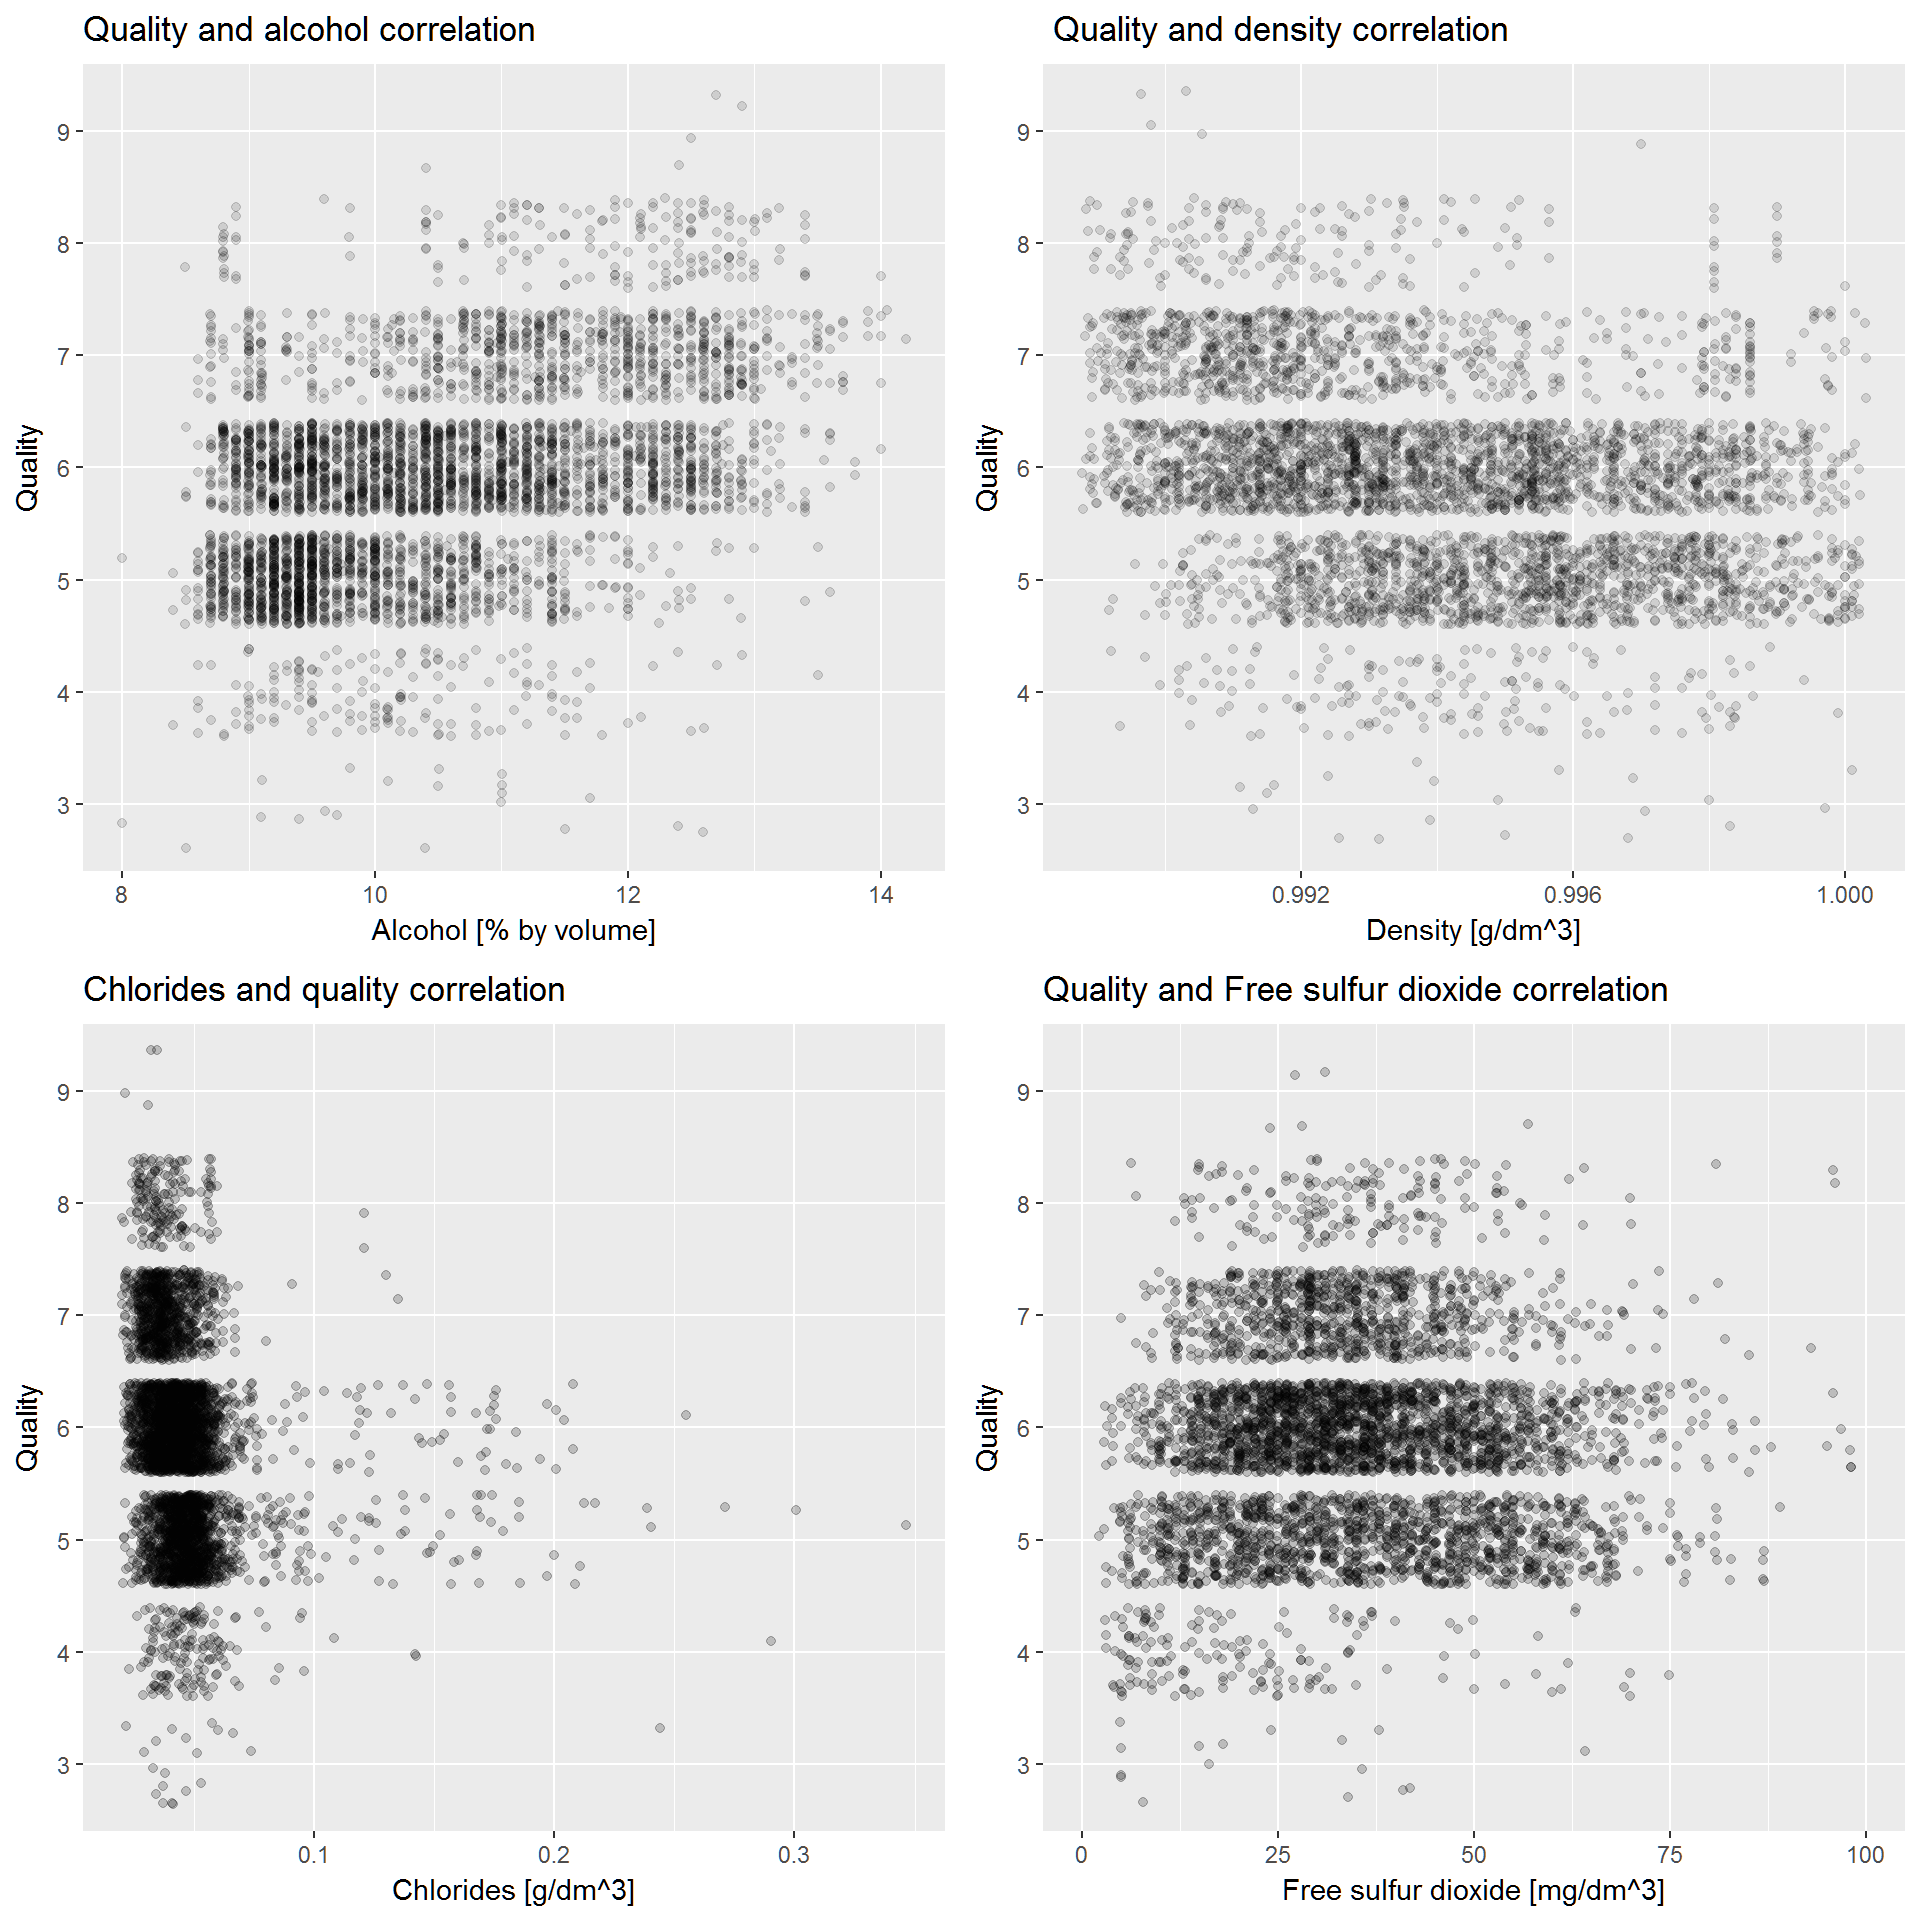 Quality and alcohol correlation
9
8
7
6
5
4
3
Quality
8 10 12 14
Alcohol [% by volume]
Quality and density correlation
9
8
7
6
5
4
3
Quality
0.992 0.996 1.000
Density [g/dm^3]
Chlorides and quality correlation
9
8
7
6
5
4
3
Quality
0.1 0.2 0.3
Chlorides [g/dm^3]
Quality and Free sulfur dioxide correlation
9
8
7
6
5
4
3
Quality
0 25 50 75 100
Free sulfur dioxide [mg/dm^3]